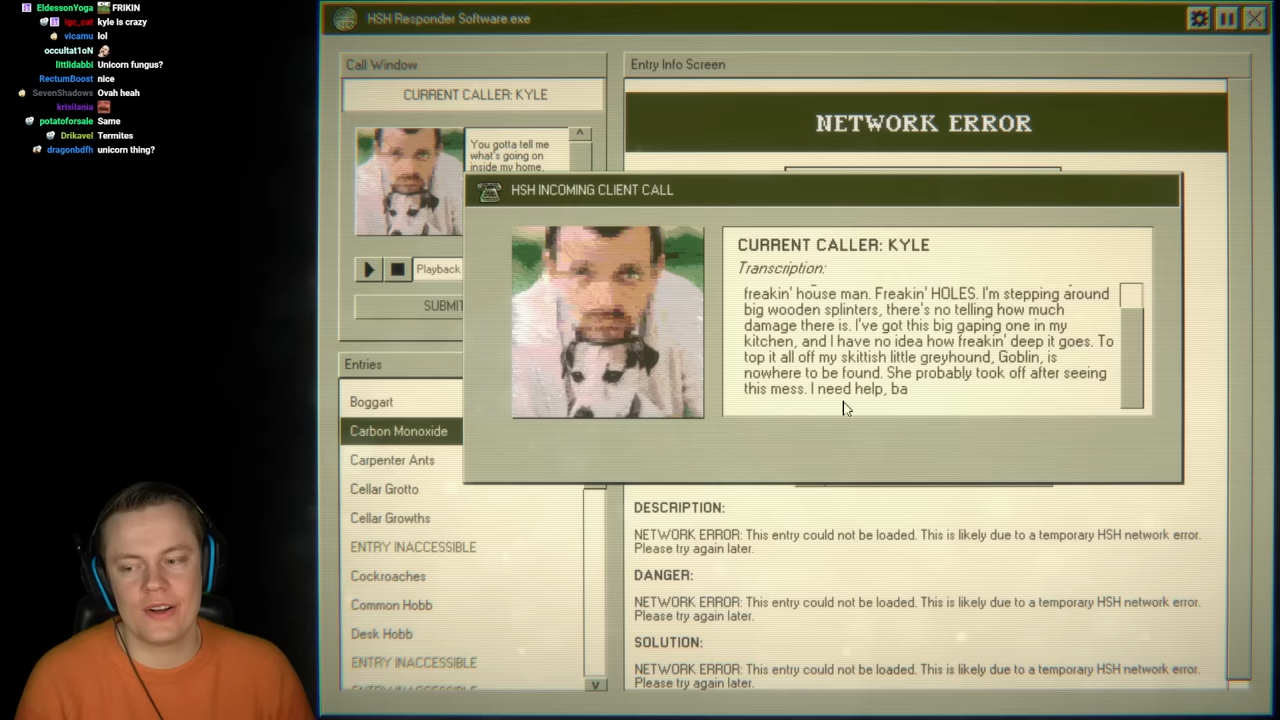 EldessonYoga FRIKIN
tgc_cat kyle is crazy
vicamu lol
occultat1oN
littlidabbi Unicorn fungus?
RectumBoost nice
SevenShadows Ovah heah
krisilania
potatoforsale Same
Drikavel Termites
dragonbdfh unicorn thing?
HSH Responder Software.exe
Call Window
CURRENT CALLER: KYLE
You gotta tell me
what's going on
inside my home,
Playback
SUBMIT
Entries
Boggart
Carbon Monoxide
Carpenter Ants
Cellar Grotto
Cellar Growths
ENTRY INACCESSIBLE
Cockroaches
Common Hobb
Desk Hobb
ENTRY INACCESSIBLE
ENTRY INACCESSIBLE
Entry Info Screen
NETWORK ERROR
HSH INCOMING CLIENT CALL
CURRENT CALLER: KYLE
Transcription:
freakin' house man. Freakin' HOLES. I'm stepping around
big wooden splinters, there's no telling how much
damage there is. I've got this big gaping one in my
kitchen, and I have no idea how freakin' deep it goes. To
top it all off my skittish little greyhound, Goblin, is
nowhere to be found. She probably took off after seeing
this mess. I need help, ba
DESCRIPTION:
NETWORK ERROR: This entry could not be loaded. This is likely due to a temporary HSH network error.
Please try again later.
DANGER:
NETWORK ERROR: This entry could not be loaded. This is likely due to a temporary HSH network error.
Please try again later.
SOLUTION:
NETWORK ERROR: This entry could not be loaded. This is likely due to a temporary HSH network error.
Please try again later.